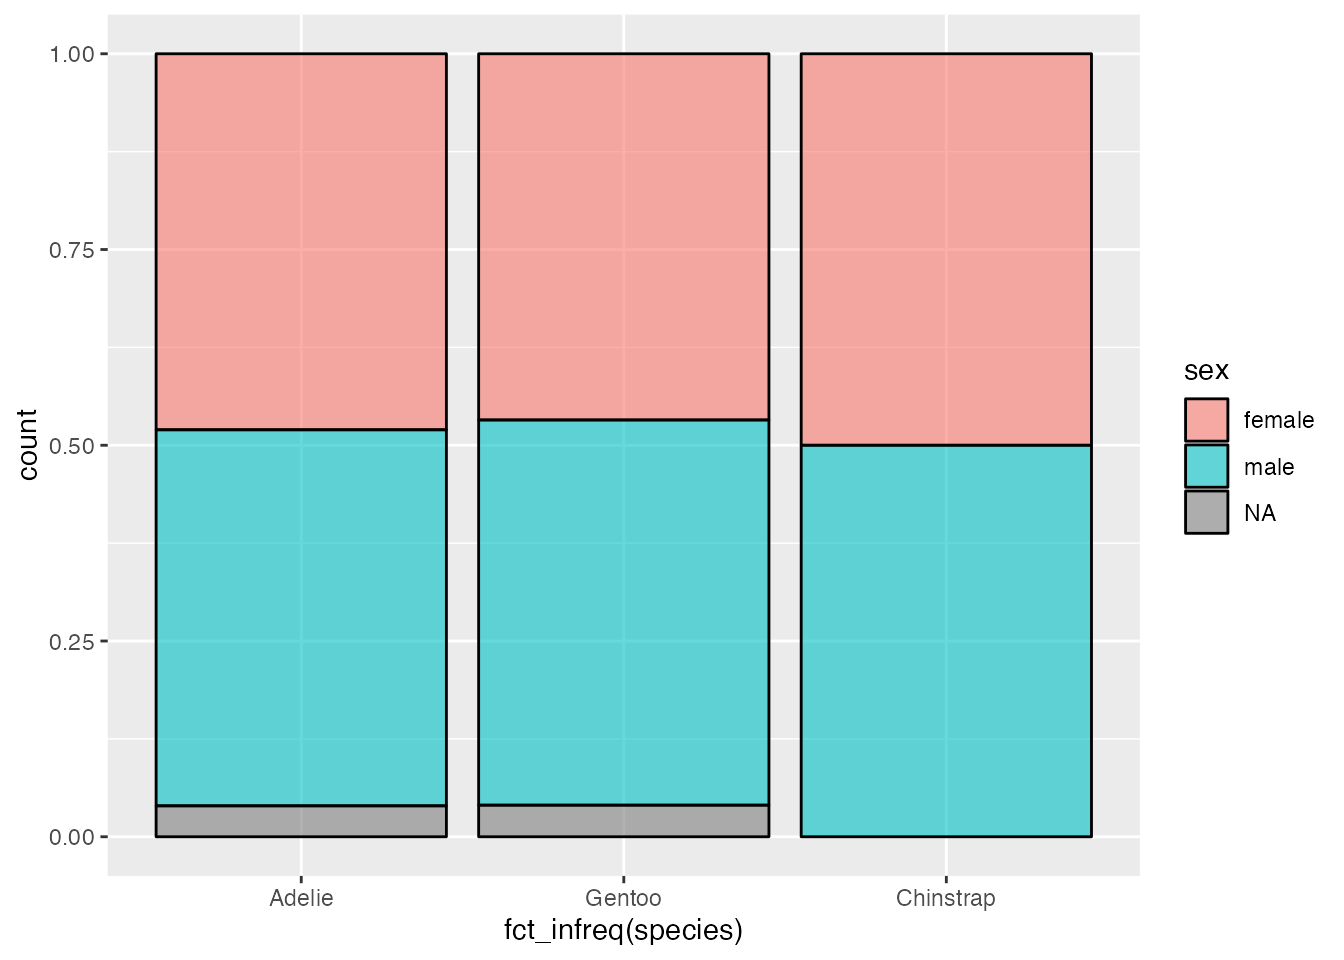 1.00
0.75
0.50
0.25
0.00
count
Adelie Gentoo Chinstrap
fct_infreq(species)
sex
female
male
NA